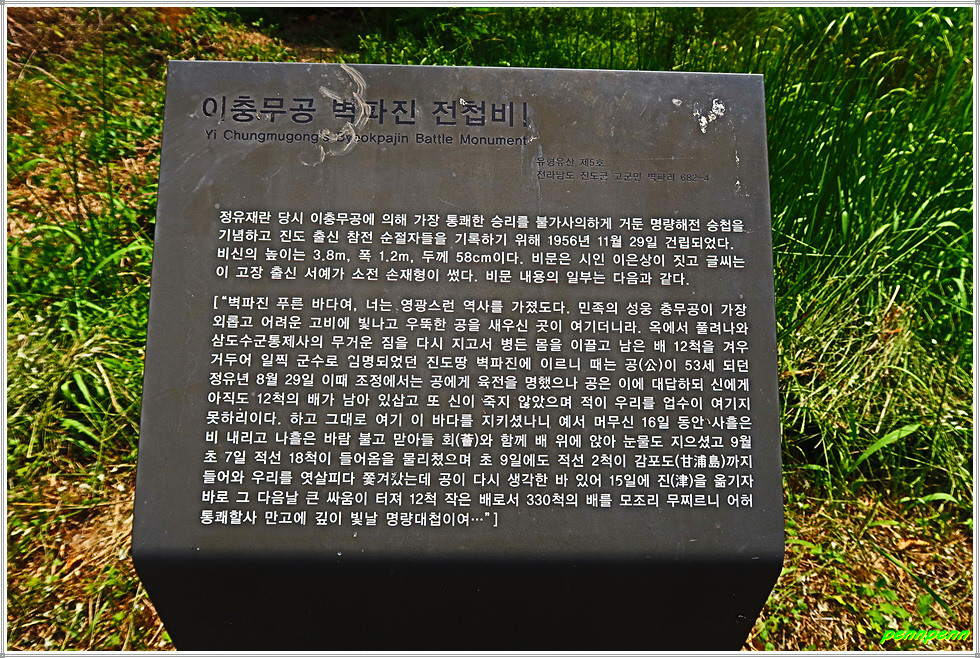 이충무공 벽파진 전첩비
Yi Chungmugong's Byeokpajin Battle Monument
유형유산 제5호
전라남도 진도군 고군면 벽파리 682-4
정유재란 당시 이충무공에 의해 가장 통쾌한 승리를 불가사의하게 거둔 명량해전 승첩을
기념하고 진도 출신 참전 순절자들을 기록하기 위해 1956년 11월 29일 건립되었다.
비신의 높이는 3.8m, 폭 1.2m, 두께 58cm이다. 비문은 시인 이은상이 짓고 글씨는
이 고장 출신 서예가 소전 손재형이 썼다. 비문 내용의 일부는 다음과 같다.
[“벽파진 푸른 바다여, 너는 영광스런 역사를 가졌도다. 민족의 성웅 충무공이 가장
외롭고 어려운 고비에 빛나고 우뚝한 공을 새우신 곳이 여기더니라. 옥에서 풀려나와
삼도수군통제사의 무거운 짐을 다시 지고서 병든 몸을 이끌고 남은 배 12척을 겨우
거두어 일찍 군수로 임명되었던 진도땅 벽파진에 이르니 때는 공(公)이 53세 되던
정유년 8월 29일 이때 조정에서는 공에게 육전을 명했으나 공은 이에 대답하되 신에게
아직도 12척의 배가 남아 있삽고 또 신이 죽지 않았으며 적이 우리를 업수이 여기지
못하리이다. 하고 그대로 여기 이 바다를 지키셨나니 예서 머무신 16일 동안 사흘은
비 내리고 나흘은 바람 불고 맏아들 회(薈)와 함께 배 위에 앉아 눈물도 지으셨고 9월
초 7일 적선 18척이 들어옴을 물리쳤으며 초 9일에도 적선 2척이 감포도(甘浦島)까지
들어와 우리를 엿살피다 쫓겨갔는데 공이 다시 생각한 바 있어 15일에 진(津)을 옮기자
바로 그 다음날 큰 싸움이 터져 12척 작은 배로서 330척의 배를 모조리 무찌르니 어허
통쾌할사 만고에 깊이 빛날 명량대첩이여…”]
pennpenn